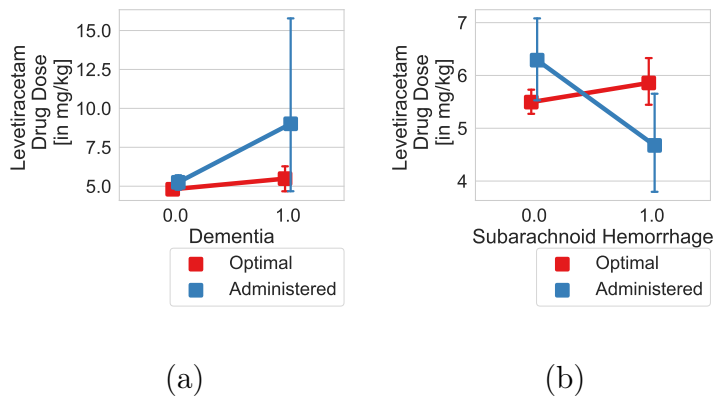 Levetiracetam
Drug Dose
[in mg/kg]
15.0
12.5
10.0
7.5
5.0
0.0
1.0
Dementia
Optimal
Administered
(a)
Levetiracetam
Drug Dose
[in mg/kg]
7
6
5
4
0.0
1.0
Subarachnoid Hemorrhage
Optimal
Administered
(b)